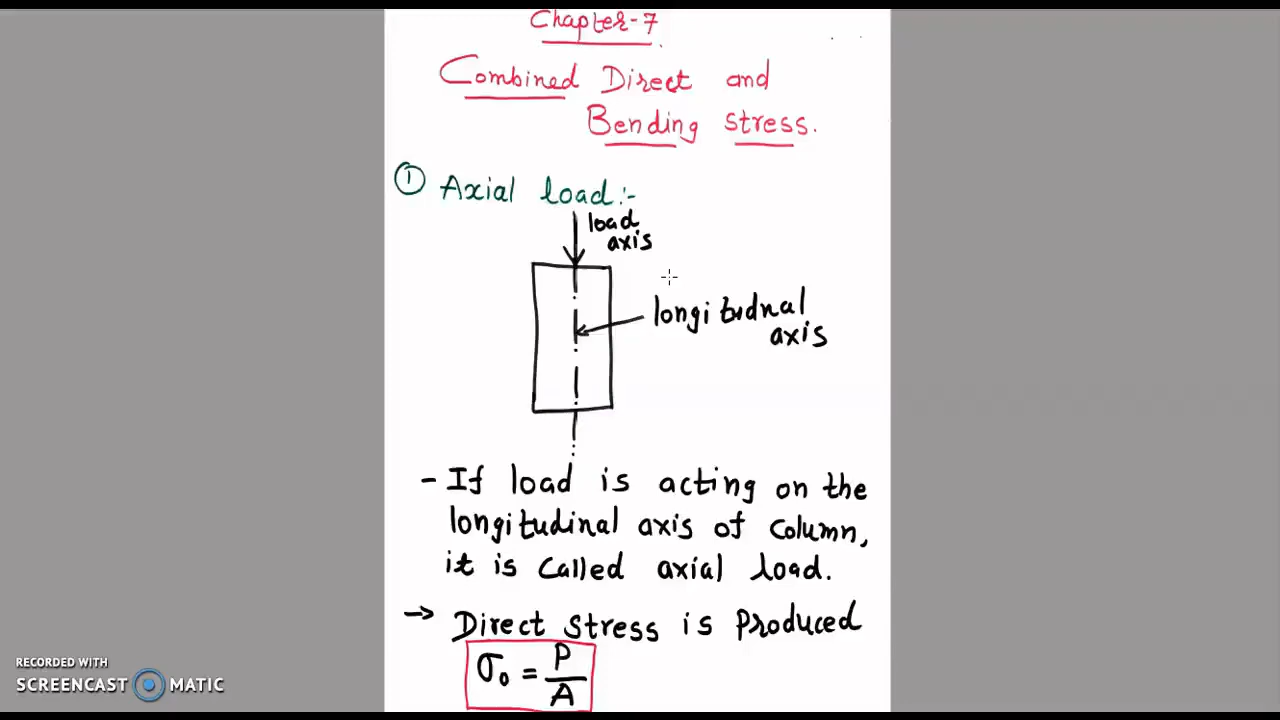 Chapter-7
Combined Direct and
Bending stress.
① Axial load:-
load
axis
longitudnal
axis
- If load is acting on the
longitudinal axis of column,
it is called axial load.
→ Direct stress is produced
σ₀ = P/A
RECORDED WITH
SCREENCAST MATIC